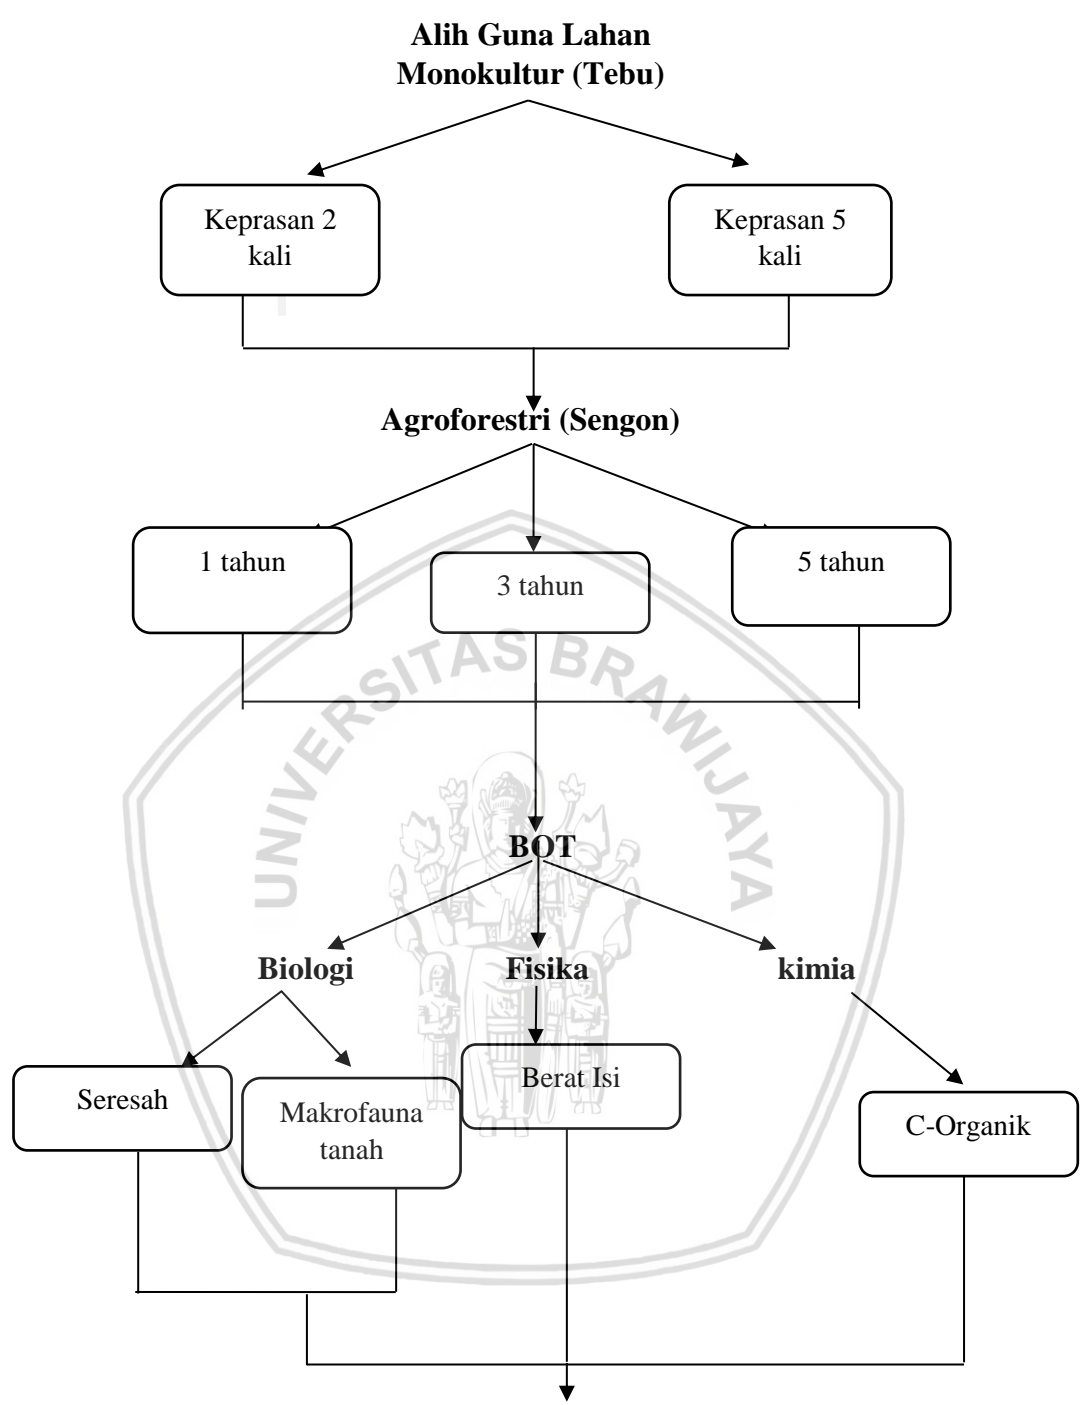 Alih Guna Lahan
Monokultur (Tebu)
Keprasan 2
kali
Keprasan 5
kali
Agroforestri (Sengon)
1 tahun
3 tahun
5 tahun
UNIVERSITAS BRAWIJAYA
BOT
Biologi
Fisika
kimia
Seresah
Makrofauna
tanah
Berat Isi
C-Organik